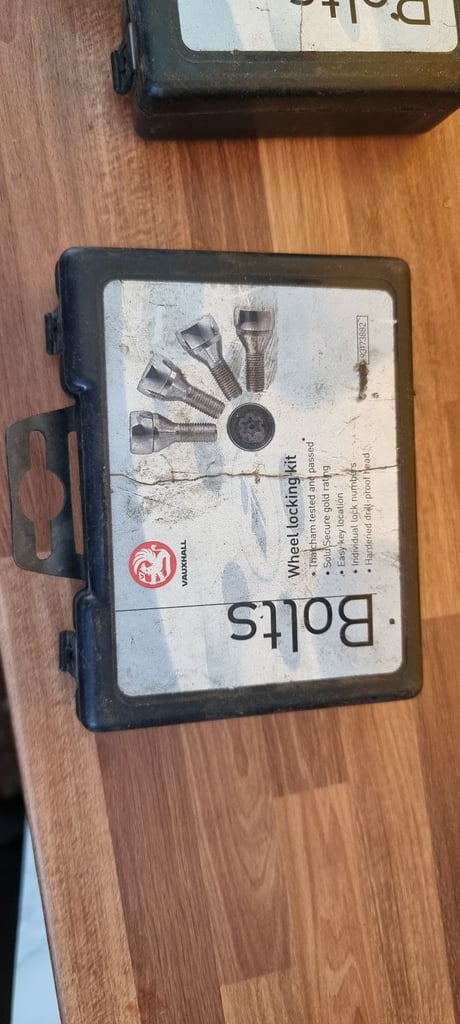 Bolts
VAUXHALL
Bolts
Wheel locking kit
• Thatcham tested and passed
• Sold Secure gold rating
• Easy key location
• Individual lock numbers
• Hardened drill-proof head